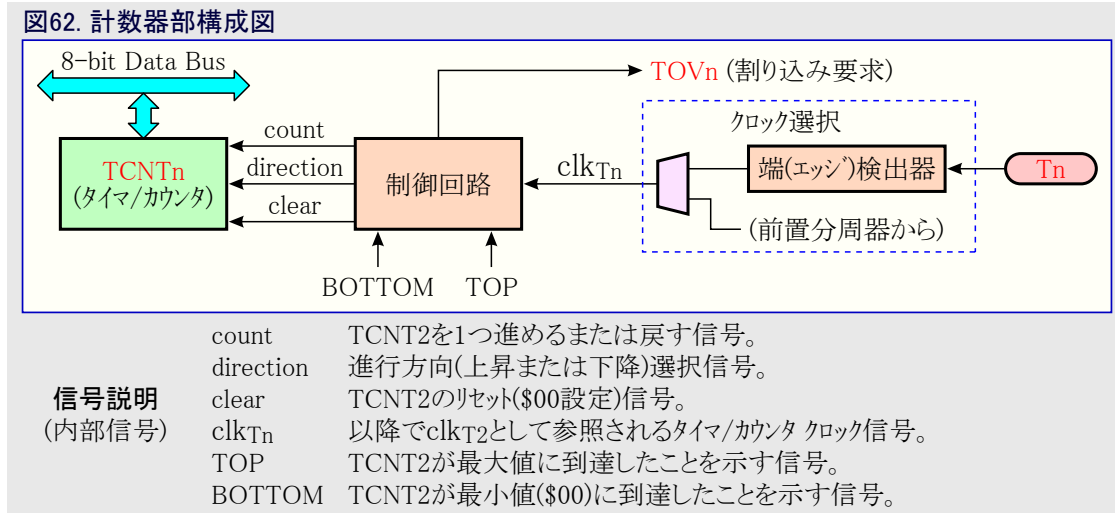 図62. 計数器部構成図
8-bit Data Bus
TOVn (割り込み要求)
クロック選択
count
TCNTn
(タイマ/カウンタ)
direction
制御回路
clkTn
端(エッジ)検出器
Tn
clear
(前置分周器から)
BOTTOM TOP
count TCNT2を1つ進めるまたは戻す信号。
direction 進行方向(上昇または下降)選択信号。
信号説明 clear TCNT2のリセット($00設定)信号。
(内部信号) clkTn 以降でclkT2として参照されるタイマ/カウンタ クロック信号。
TOP TCNT2が最大値に到達したことを示す信号。
BOTTOM TCNT2が最小値($00)に到達したことを示す信号。